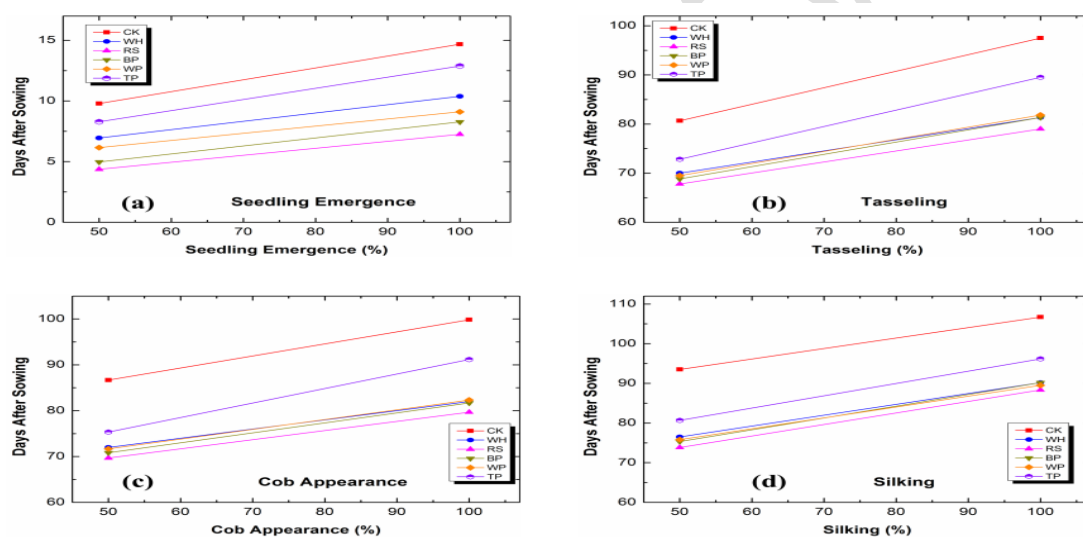 CK
WH
RS
BP
WP
TP
Days After Sowing
15
10
5
0
(a) Seedling Emergence
50 60 70 80 90 100
Seedling Emergence (%)
CK
WH
RS
BP
WP
TP
Days After Sowing
100
90
80
70
60
(b) Tasseling
50 60 70 80 90 100
Tasseling (%)
Days After Sowing
100
90
80
70
60
CK
WH
RS
BP
WP
TP
(c) Cob Appearance
50 60 70 80 90 100
Cob Appearance (%)
Days After Sowing
110
100
90
80
70
60
CK
WH
RS
BP
WP
TP
(d) Silking
50 60 70 80 90 100
Silking (%)